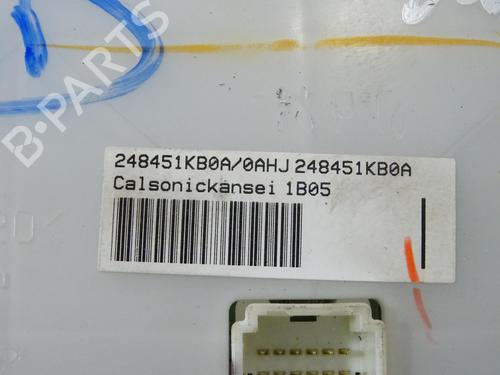 B-PARTS
248451KB0A/0AHJ 248451KB0A
Calsonickansei 1B05